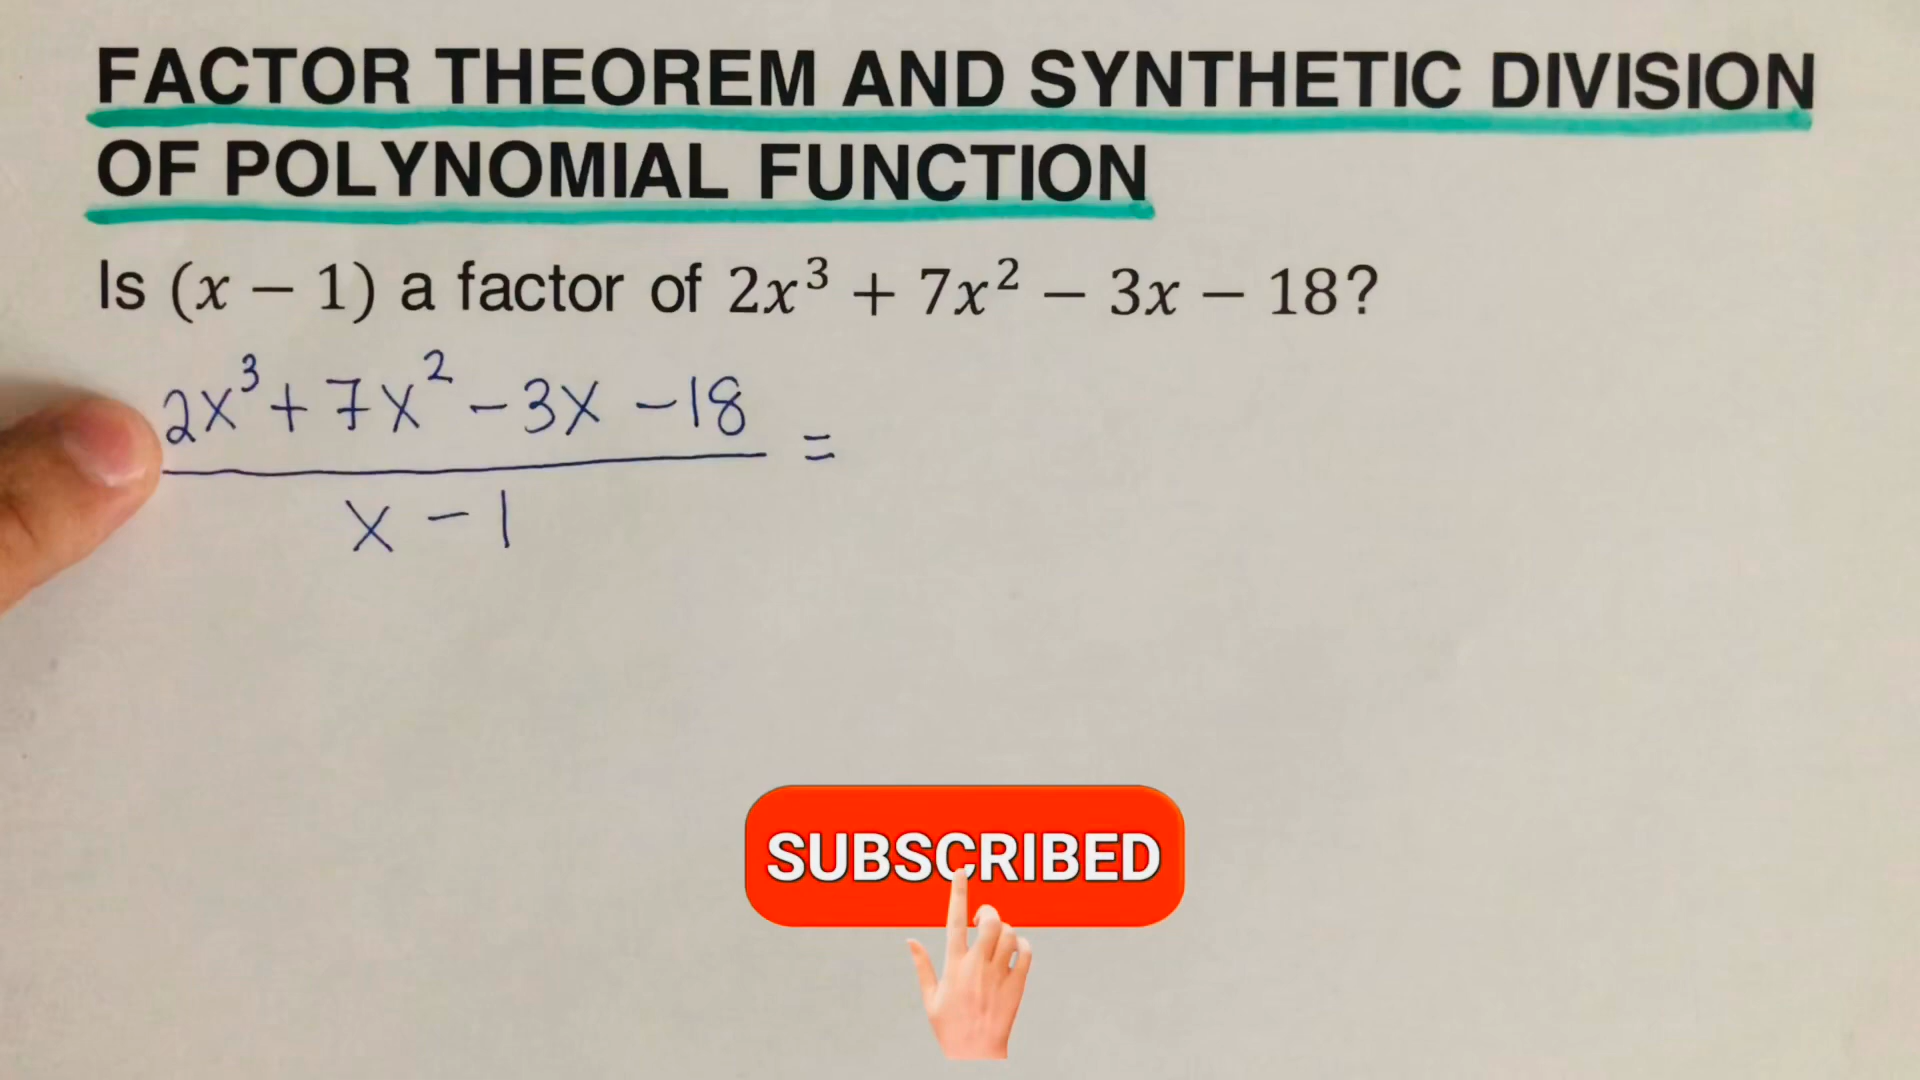 FACTOR THEOREM AND SYNTHETIC DIVISION
OF POLYNOMIAL FUNCTION
Is (x − 1) a factor of 2x³ + 7x² − 3x − 18?
2x³ + 7x² − 3x − 18
=
x − 1
SUBSCRIBED